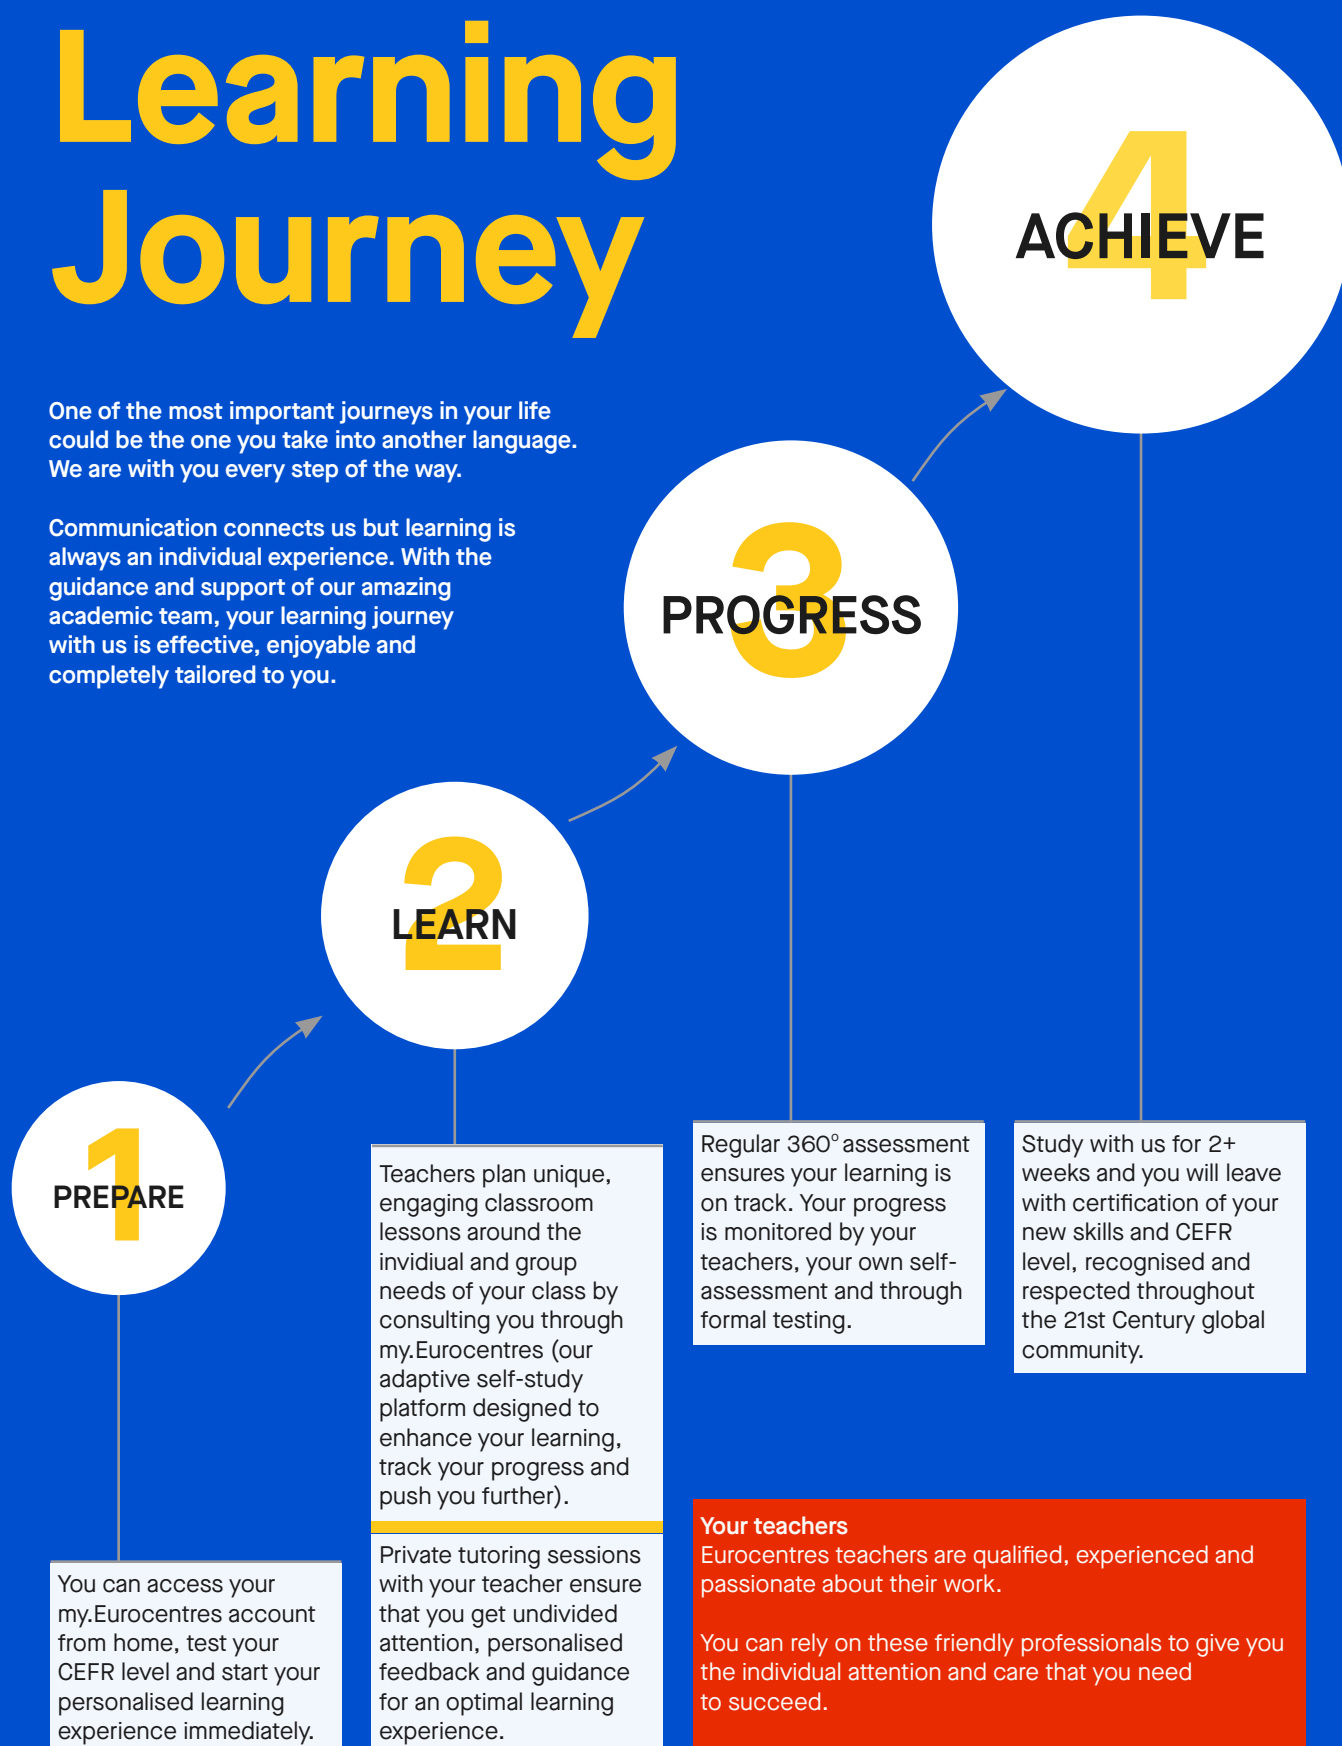 Learning
Journey
One of the most important journeys in your life
could be the one you take into another language.
We are with you every step of the way.
Communication connects us but learning is
always an individual experience. With the
guidance and support of our amazing
academic team, your learning journey
with us is effective, enjoyable and
completely tailored to you.
1
PREPARE
You can access your
my.Eurocentres account
from home, test your
CEFR level and start your
personalised learning
experience immediately.
2
LEARN
Teachers plan unique,
engaging classroom
lessons around the
invidiual and group
needs of your class by
consulting you through
my.Eurocentres (our
adaptive self-study
platform designed to
enhance your learning,
track your progress and
push you further).
Private tutoring sessions
with your teacher ensure
that you get undivided
attention, personalised
feedback and guidance
for an optimal learning
experience.
3
PROGRESS
Regular 360° assessment
ensures your learning is
on track. Your progress
is monitored by your
teachers, your own self-
assessment and through
formal testing.
4
ACHIEVE
Study with us for 2+
weeks and you will leave
with certification of your
new skills and CEFR
level, recognised and
respected throughout
the 21st Century global
community.
Your teachers
Eurocentres teachers are qualified, experienced and
passionate about their work.
You can rely on these friendly professionals to give you
the individual attention and care that you need
to succeed.